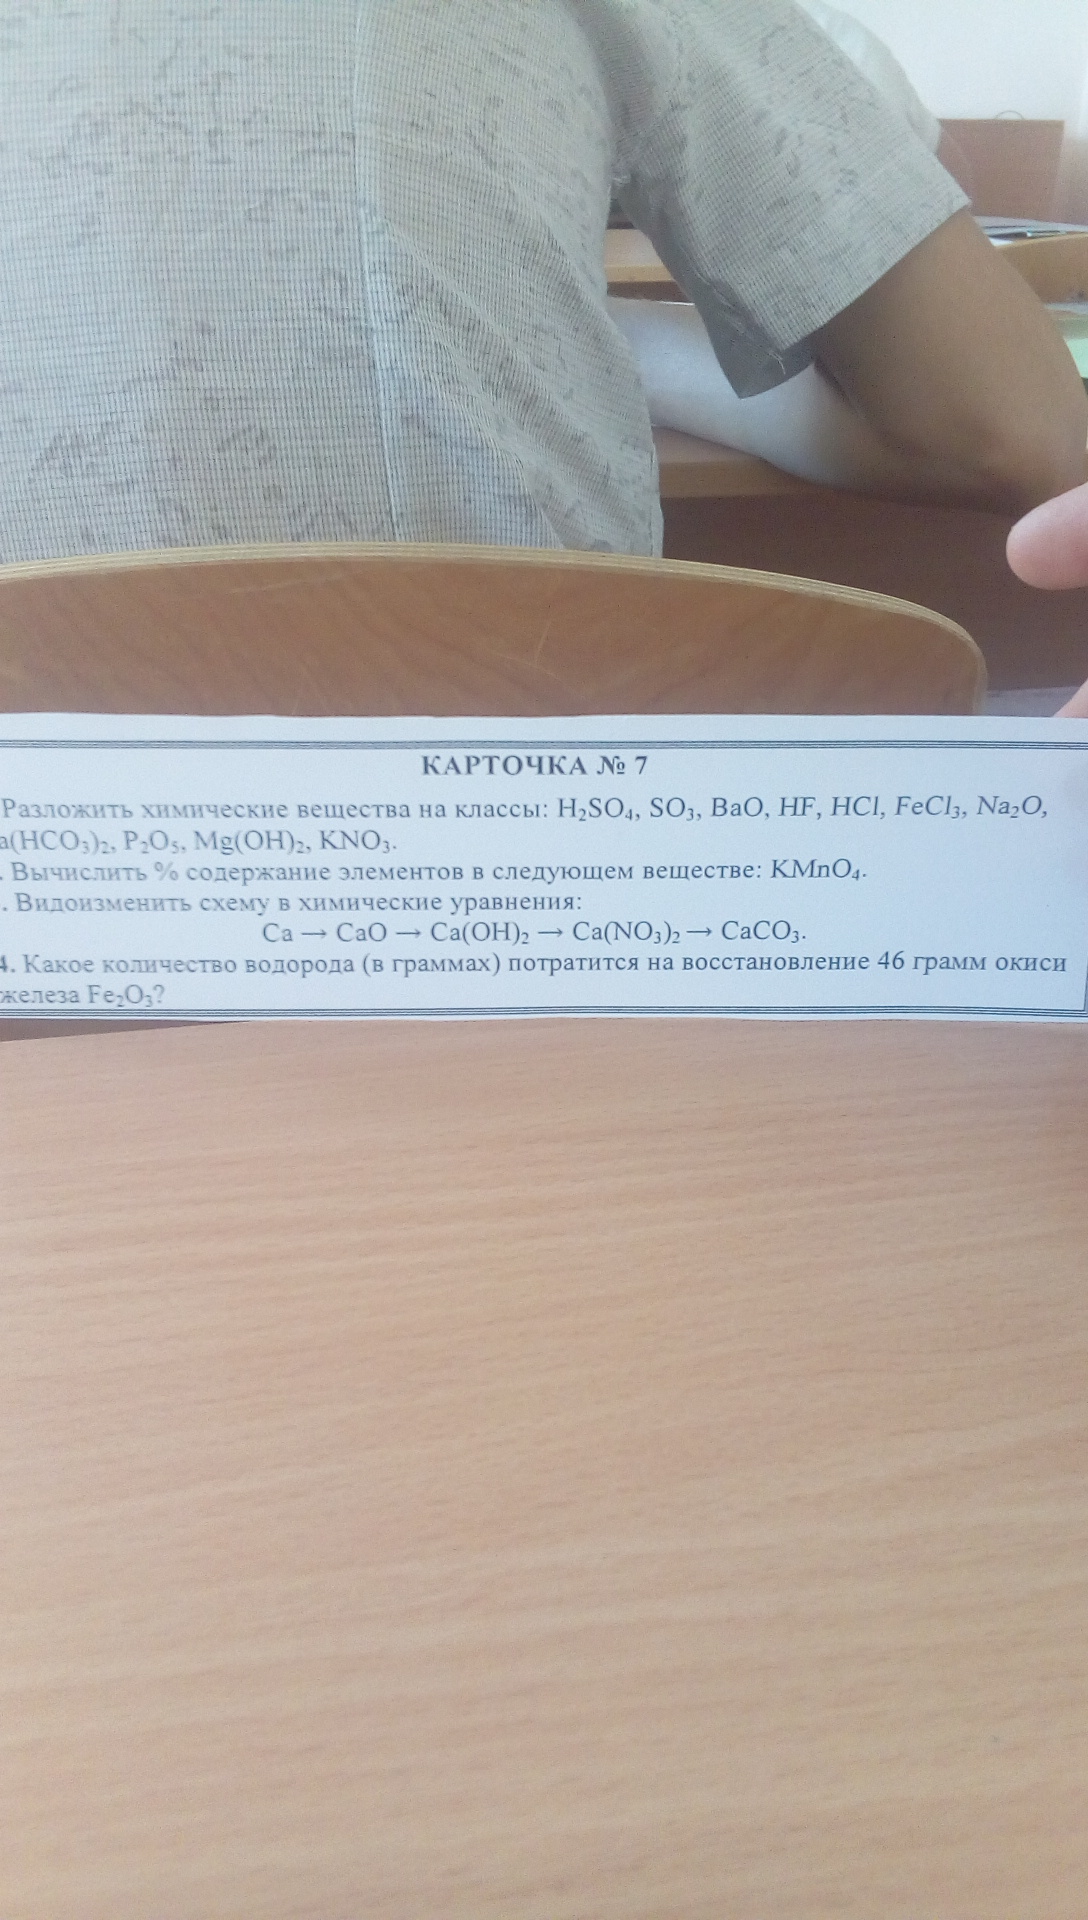 КАРТОЧКА № 7
Разложить химические вещества на классы: H₂SO₄, SO₃, BaO, HF, HCl, FeCl₃, Na₂O,
a(HCO₃)₂, P₂O₅, Mg(OH)₂, KNO₃.
. Вычислить % содержание элементов в следующем веществе: KMnO₄.
. Видоизменить схему в химические уравнения:
Ca → CaO → Ca(OH)₂ → Ca(NO₃)₂ → CaCO₃.
4. Какое количество водорода (в граммах) потратится на восстановление 46 грамм окиси
железа Fe₂O₃?